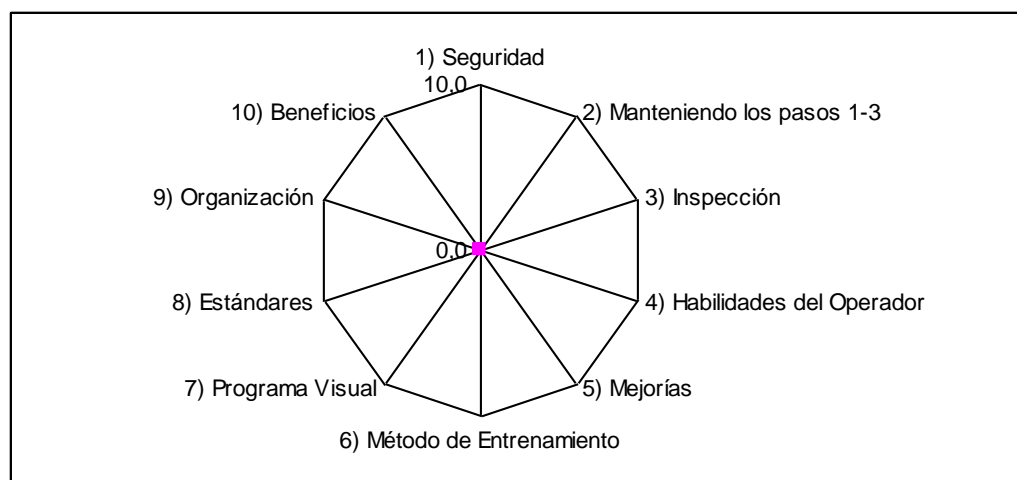 1) Seguridad
10,0
10) Beneficios
2) Manteniendo los pasos 1-3
9) Organización
3) Inspección
0,0
8) Estándares
4) Habilidades del Operador
7) Programa Visual
5) Mejorías
6) Método de Entrenamiento